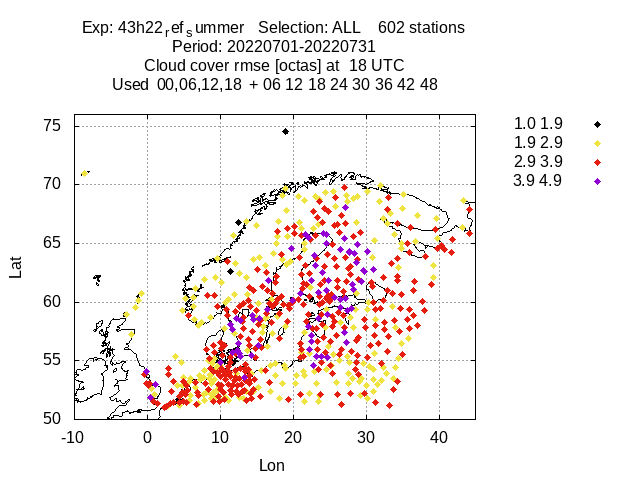 Exp: 43h22ref summer   Selection: ALL    602 stations
Period: 20220701-20220731
Cloud cover rmse [octas] at  18 UTC
Used  00,06,12,18  + 06 12 18 24 30 36 42 48
1.0 1.9
1.9 2.9
2.9 3.9
3.9 4.9
75
70
65
60
55
50
Lat
-10 0 10 20 30 40
Lon